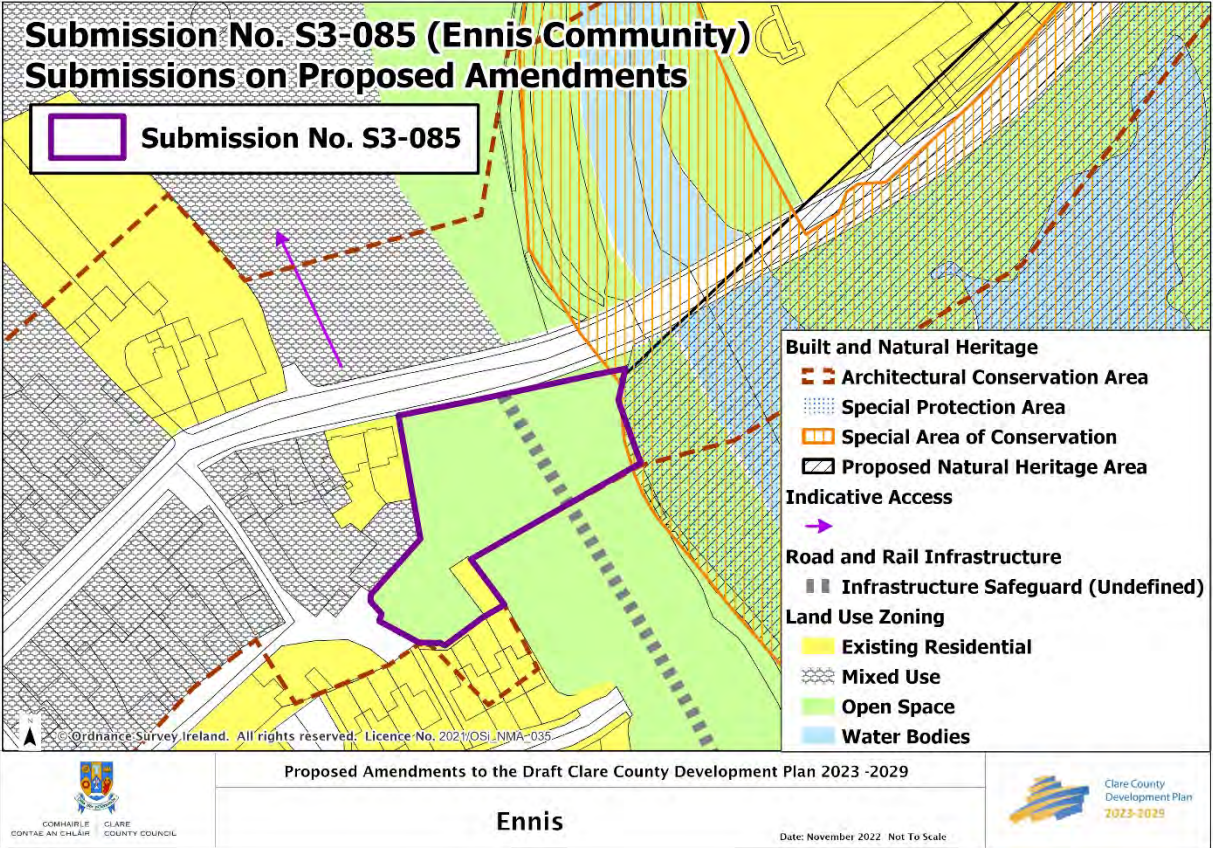 Submission No. S3-085 (Ennis Community)
Submissions on Proposed Amendments
Submission No. S3-085
Built and Natural Heritage
Architectural Conservation Area
Special Protection Area
Special Area of Conservation
Proposed Natural Heritage Area
Indicative Access
Road and Rail Infrastructure
Infrastructure Safeguard (Undefined)
Land Use Zoning
Existing Residential
Mixed Use
Open Space
Water Bodies
N
© Ordnance Survey Ireland. All rights reserved. Licence No. 2021/OSi_NMA_035
COMHAIRLE CONTAE AN CHLÁIR
CLARE COUNTY COUNCIL
Proposed Amendments to the Draft Clare County Development Plan 2023 -2029
Ennis
Date: November 2022 Not To Scale
Clare County
Development Plan
2023-2029